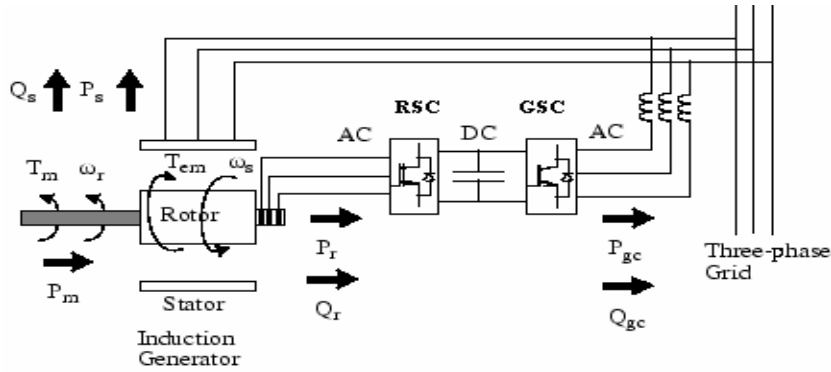 Qs Ps
RSC GSC
AC DC AC
Tm ωr Tem ωs
Rotor
Pm
Pr
Pgc
Three-phase
Grid
Stator
Qr
Qgc
Induction
Generator